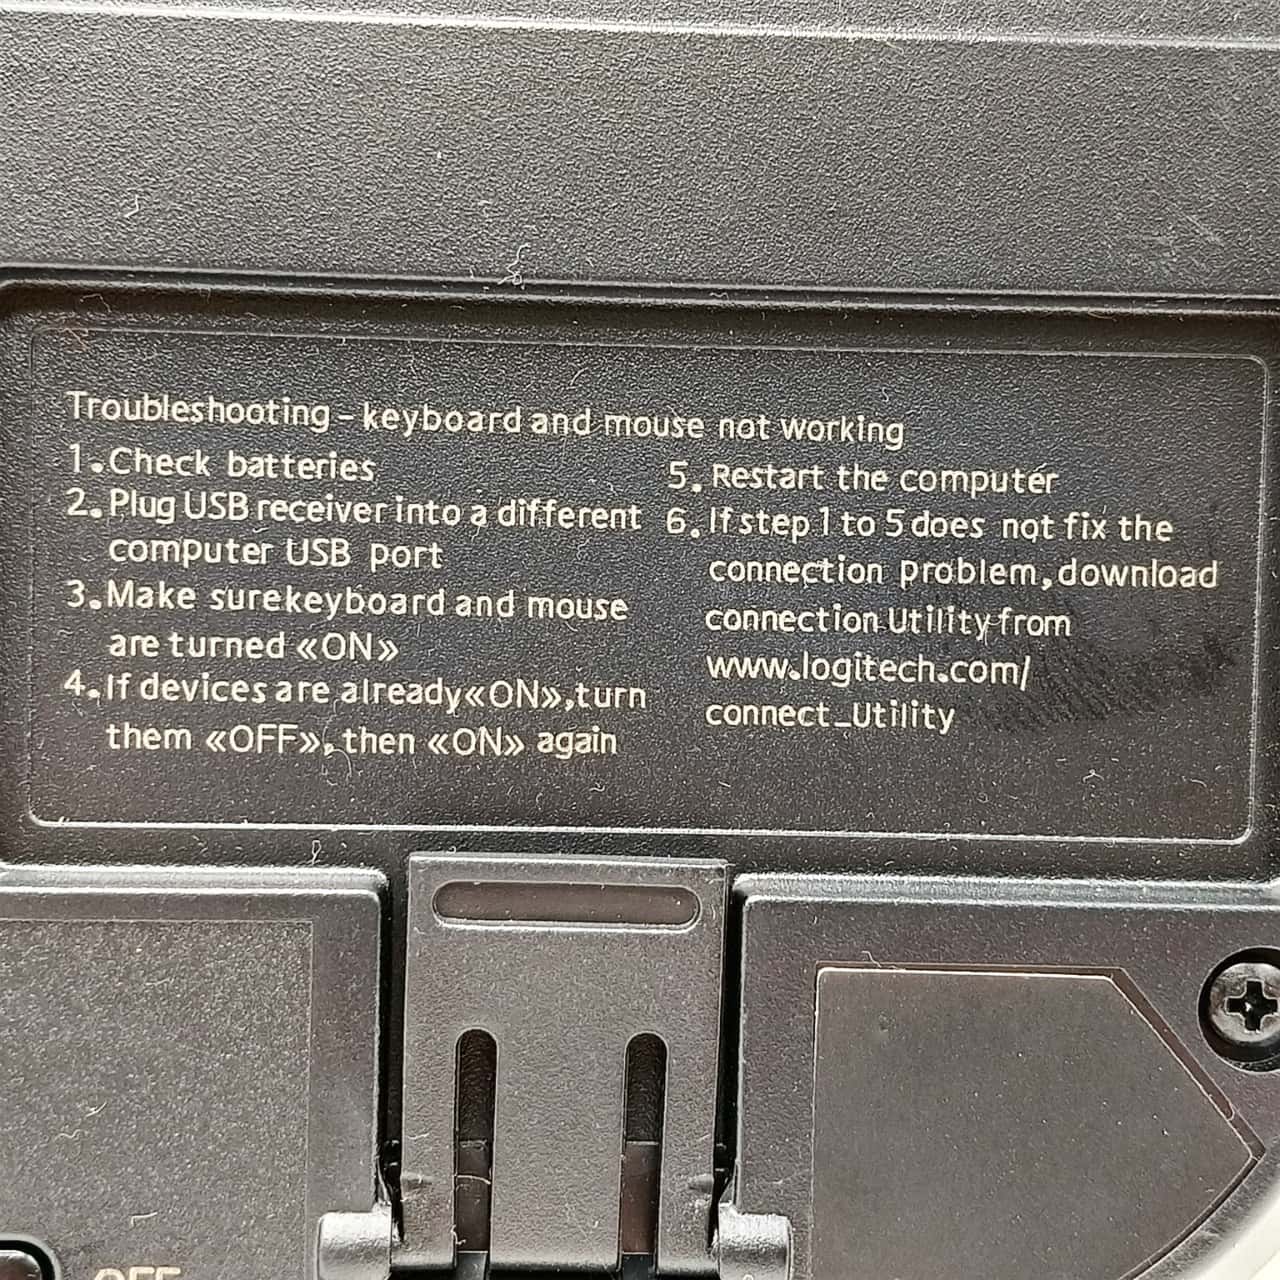 Troubleshooting - keyboard and mouse not working
1. Check batteries
2. Plug USB receiver into a different
computer USB port
3. Make sure keyboard and mouse
are turned «ON»
4. If devices are already «ON», turn
them «OFF», then «ON» again
5. Restart the computer
6. If step 1 to 5 does not fix the
connection problem, download
connection Utility from
www.logitech.com/
connect_Utility
OFF